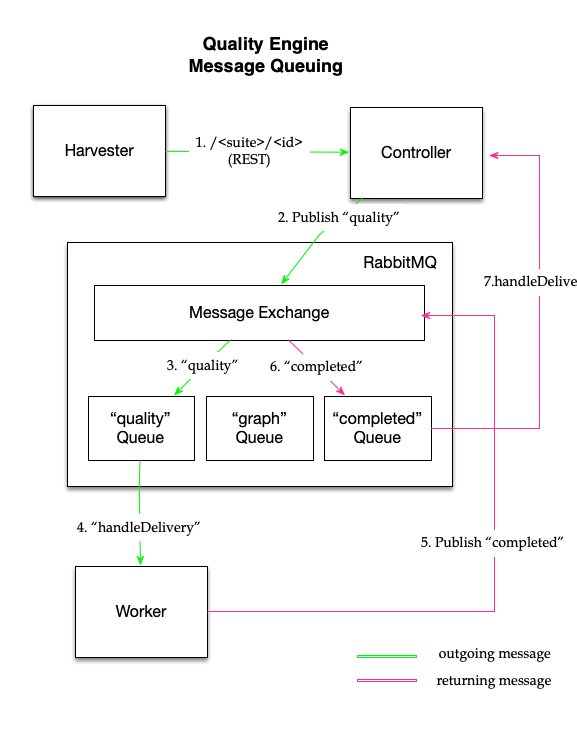 Quality Engine
Message Queuing
Harvester
1. /<suite>/<id>
(REST)
Controller
2. Publish “quality”
RabbitMQ
7.handleDelive
Message Exchange
3. “quality”
6. “completed”
“quality”
Queue
“graph”
Queue
“completed”
Queue
4. “handleDelivery”
5. Publish “completed”
Worker
outgoing message
returning message